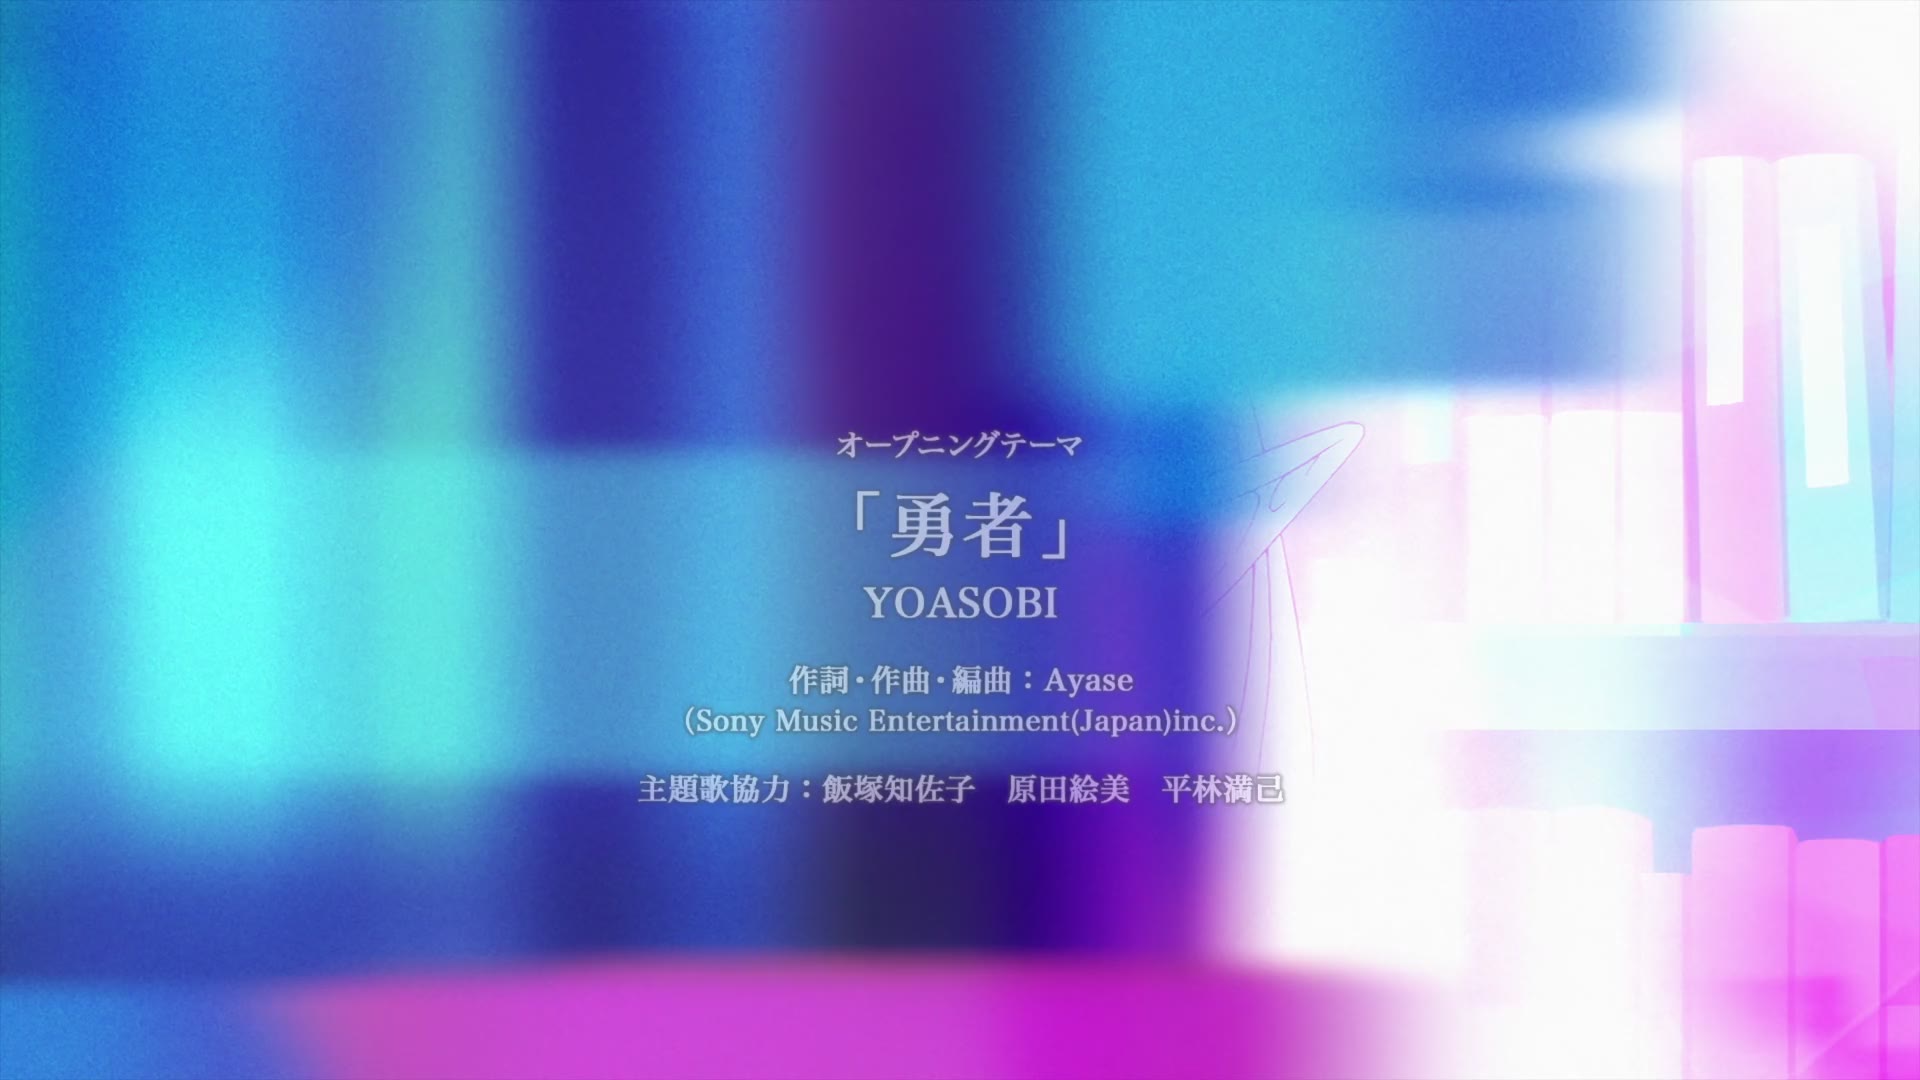 オープニングテーマ
「勇者」
YOASOBI
作詞・作曲・編曲：Ayase
（Sony Music Entertainment(Japan)inc.）
主題歌協力：飯塚知佐子　原田絵美　平林満己